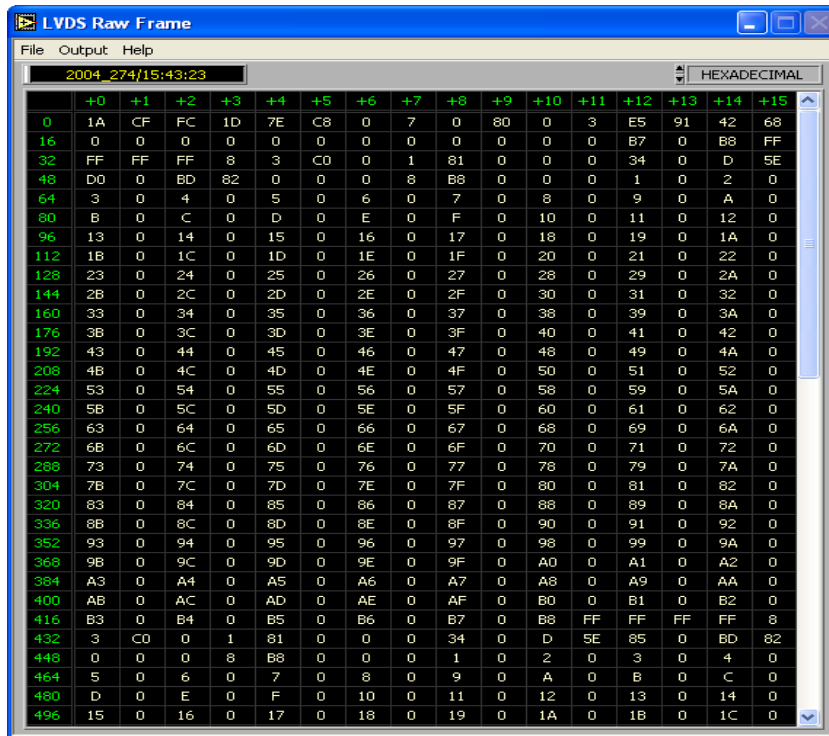 LVDS Raw Frame
File Output Help
2004_274/15:43:23 HEXADECIMAL
+0 +1 +2 +3 +4 +5 +6 +7 +8 +9 +10 +11 +12 +13 +14 +15
0 1A CF FC 1D 7E C8 0 7 0 80 0 3 E5 91 42 68
16 0 0 0 0 0 0 0 0 0 0 0 0 B7 0 B8 FF
32 FF FF FF 8 3 C0 0 1 81 0 0 0 34 0 D 5E
48 D0 0 BD 82 0 0 0 8 B8 0 0 0 1 0 2 0
64 3 0 4 0 5 0 6 0 7 0 8 0 9 0 A 0
80 B 0 C 0 D 0 E 0 F 0 10 0 11 0 12 0
96 13 0 14 0 15 0 16 0 17 0 18 0 19 0 1A 0
112 1B 0 1C 0 1D 0 1E 0 1F 0 20 0 21 0 22 0
128 23 0 24 0 25 0 26 0 27 0 28 0 29 0 2A 0
144 2B 0 2C 0 2D 0 2E 0 2F 0 30 0 31 0 32 0
160 33 0 34 0 35 0 36 0 37 0 38 0 39 0 3A 0
176 3B 0 3C 0 3D 0 3E 0 3F 0 40 0 41 0 42 0
192 43 0 44 0 45 0 46 0 47 0 48 0 49 0 4A 0
208 4B 0 4C 0 4D 0 4E 0 4F 0 50 0 51 0 52 0
224 53 0 54 0 55 0 56 0 57 0 58 0 59 0 5A 0
240 5B 0 5C 0 5D 0 5E 0 5F 0 60 0 61 0 62 0
256 63 0 64 0 65 0 66 0 67 0 68 0 69 0 6A 0
272 6B 0 6C 0 6D 0 6E 0 6F 0 70 0 71 0 72 0
288 73 0 74 0 75 0 76 0 77 0 78 0 79 0 7A 0
304 7B 0 7C 0 7D 0 7E 0 7F 0 80 0 81 0 82 0
320 83 0 84 0 85 0 86 0 87 0 88 0 89 0 8A 0
336 8B 0 8C 0 8D 0 8E 0 8F 0 90 0 91 0 92 0
352 93 0 94 0 95 0 96 0 97 0 98 0 99 0 9A 0
368 9B 0 9C 0 9D 0 9E 0 9F 0 A0 0 A1 0 A2 0
384 A3 0 A4 0 A5 0 A6 0 A7 0 A8 0 A9 0 AA 0
400 AB 0 AC 0 AD 0 AE 0 AF 0 B0 0 B1 0 B2 0
416 B3 0 B4 0 B5 0 B6 0 B7 0 B8 FF FF FF FF 8
432 3 C0 0 1 81 0 0 0 34 0 D 5E 85 0 BD 82
448 0 0 0 8 B8 0 0 0 1 0 2 0 3 0 4 0
464 5 0 6 0 7 0 8 0 9 0 A 0 B 0 C 0
480 D 0 E 0 F 0 10 0 11 0 12 0 13 0 14 0
496 15 0 16 0 17 0 18 0 19 0 1A 0 1B 0 1C 0